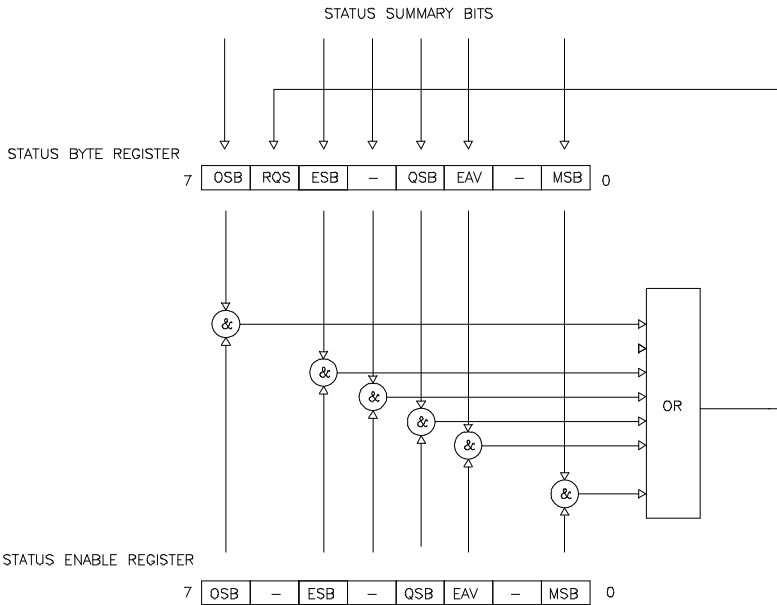 STATUS SUMMARY BITS
STATUS BYTE REGISTER
7 OSB RQS ESB – QSB EAV – MSB 0
&
&
&
&
&
&
OR
STATUS ENABLE REGISTER
7 OSB – ESB – QSB EAV – MSB 0